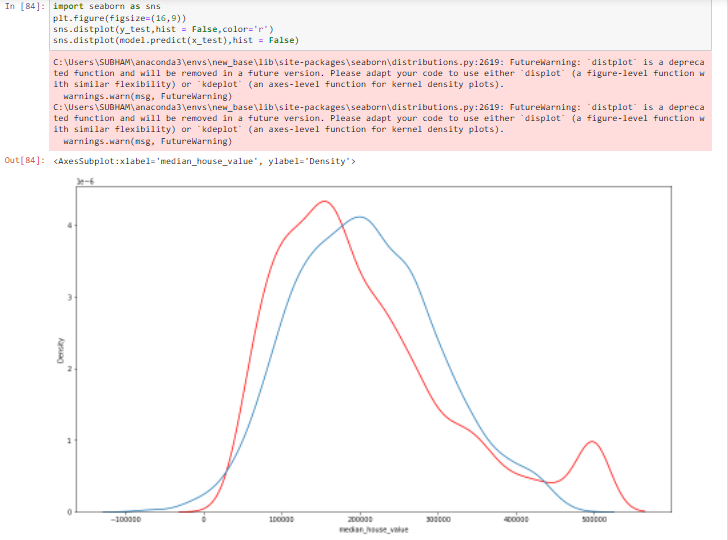 In [84]: import seaborn as sns
plt.figure(figsize=(16,9))
sns.distplot(y_test,hist = False,color='r')
sns.distplot(model.predict(x_test),hist = False)
C:\Users\SUBHAM\anaconda3\envs\new_base\lib\site-packages\seaborn\distributions.py:2619: FutureWarning: `distplot` is a depreca
ted function and will be removed in a future version. Please adapt your code to use either `displot` (a figure-level function w
ith similar flexibility) or `kdeplot` (an axes-level function for kernel density plots).
warnings.warn(msg, FutureWarning)
C:\Users\SUBHAM\anaconda3\envs\new_base\lib\site-packages\seaborn\distributions.py:2619: FutureWarning: `distplot` is a depreca
ted function and will be removed in a future version. Please adapt your code to use either `displot` (a figure-level function w
ith similar flexibility) or `kdeplot` (an axes-level function for kernel density plots).
warnings.warn(msg, FutureWarning)
Out[84]: <AxesSubplot:xlabel='median_house_value', ylabel='Density'>
1e−6
4
3
Density
2
1
0
−100000 0 100000 200000 300000 400000 500000
median_house_value